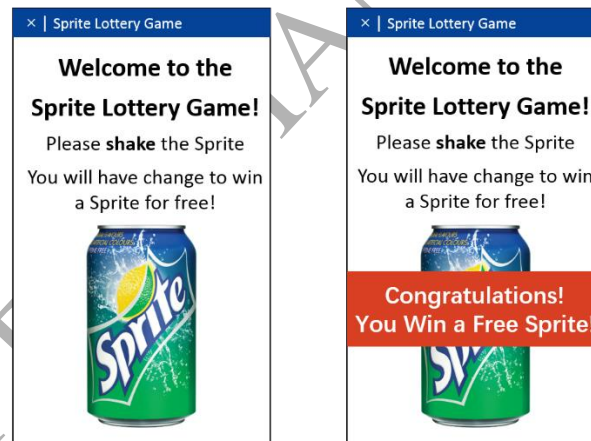 × | Sprite Lottery Game
Welcome to the
Sprite Lottery Game!
Please shake the Sprite
You will have change to win
a Sprite for free!
Sprite
× | Sprite Lottery Game
Welcome to the
Sprite Lottery Game!
Please shake the Sprite
You will have change to win
a Sprite for free!
Congratulations!
You Win a Free Sprite!